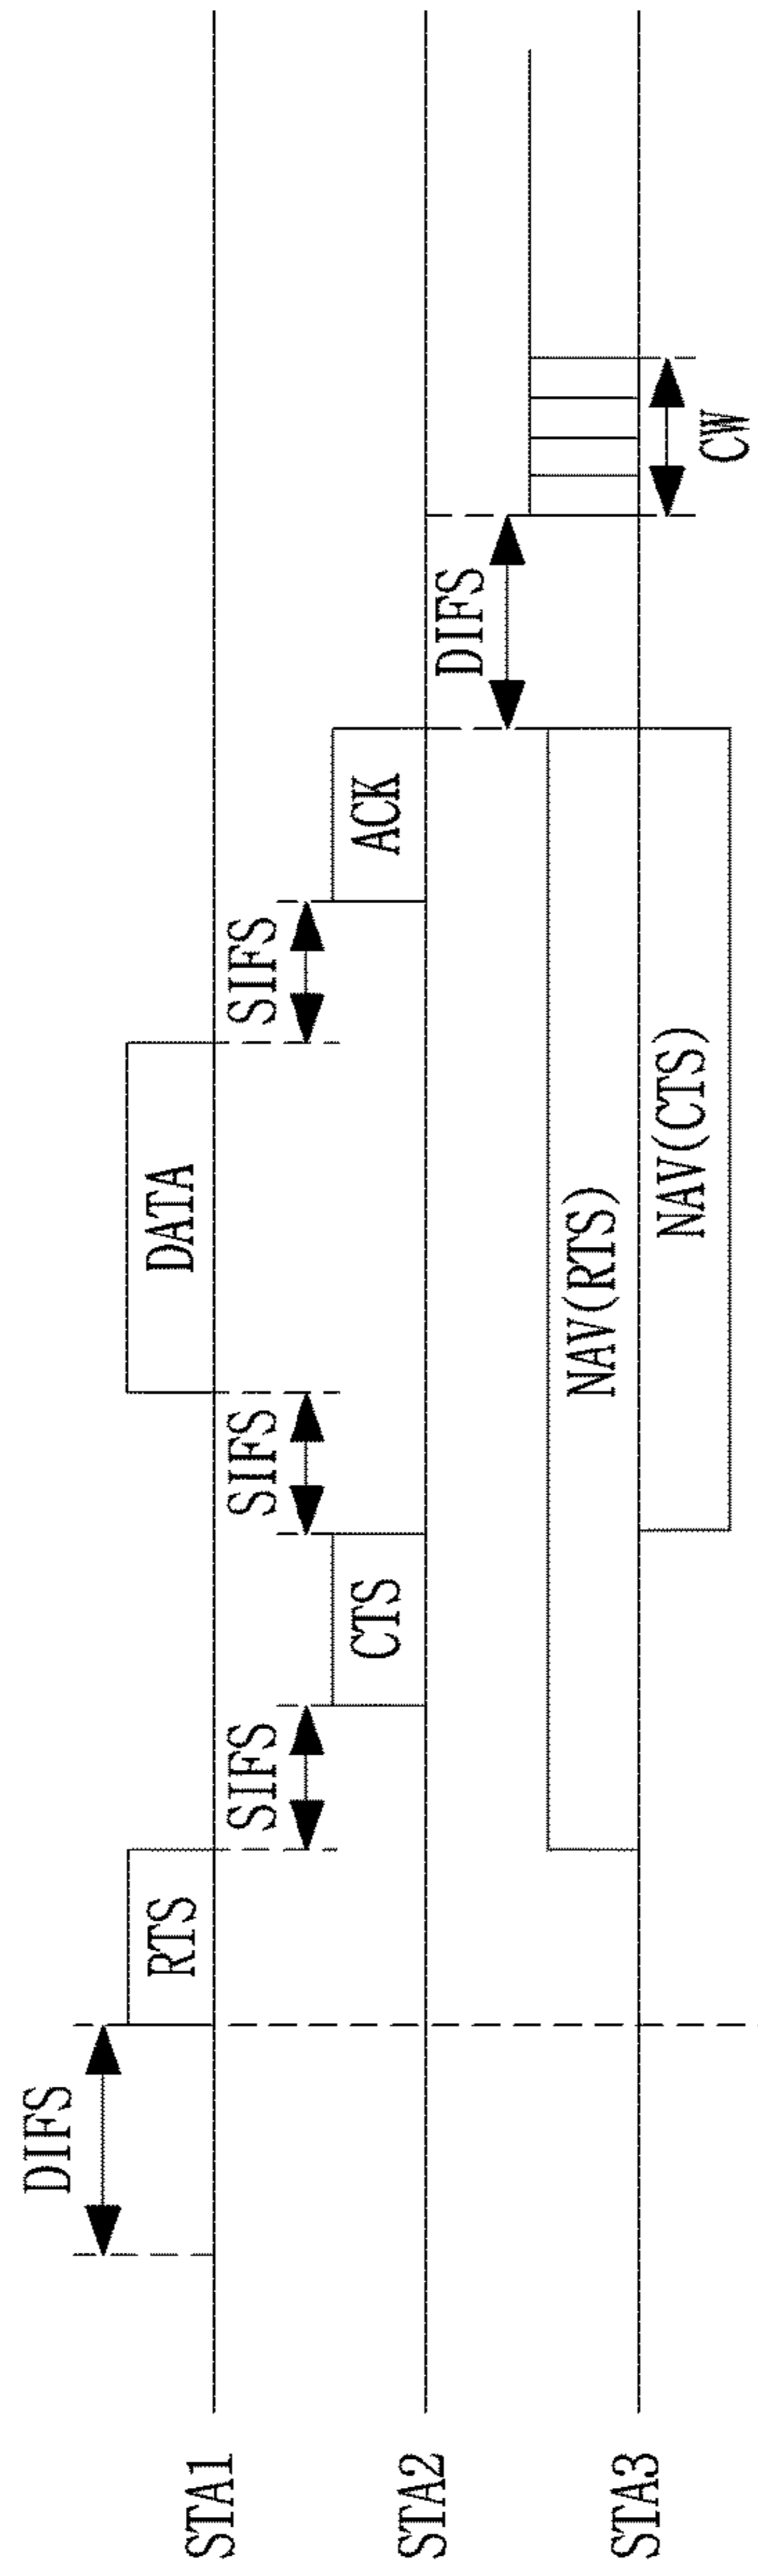 DIFS
RTS
DATA
STA1
SIFS
SIFS
SIFS
CTS
ACK
STA2
DIFS
NAV(RTS)
STA3
NAV(CTS)
CW